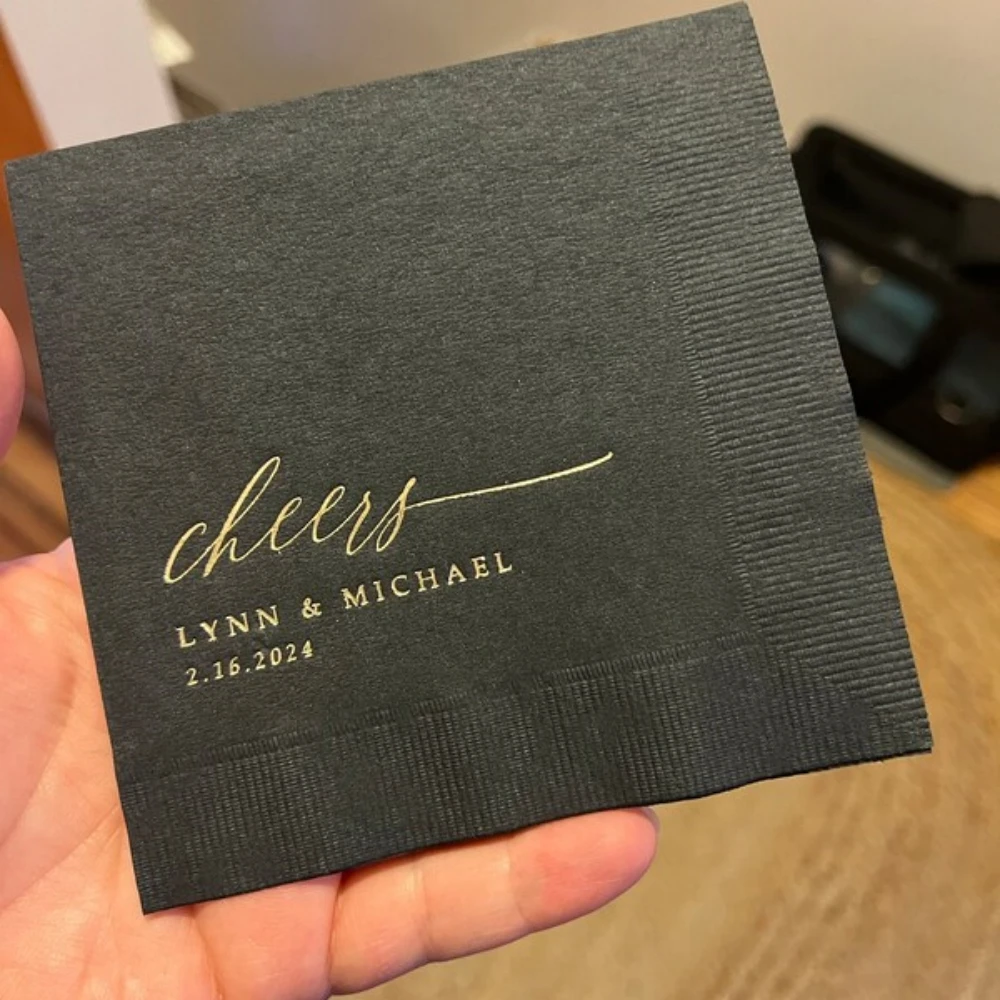 cheers
LYNN & MICHAEL
2.16.2024